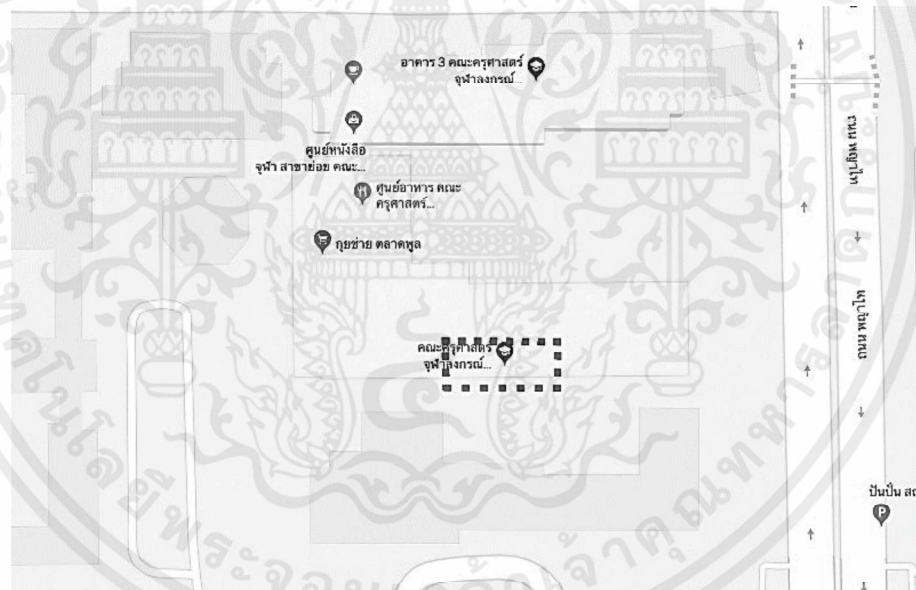 อาคาร 3 คณะครุศาสตร์
จุฬาลงกรณ์...
ศูนย์หนังสือ
จุฬา สาขาย่อย คณะ...
ศูนย์อาหาร คณะ
ครุศาสตร์...
กุยช่าย ตลาดพูล
คณะครุศาสตร์
จุฬาลงกรณ์...
ถนน พญาไท
ถนน พญาไท
ปันปั่น
P